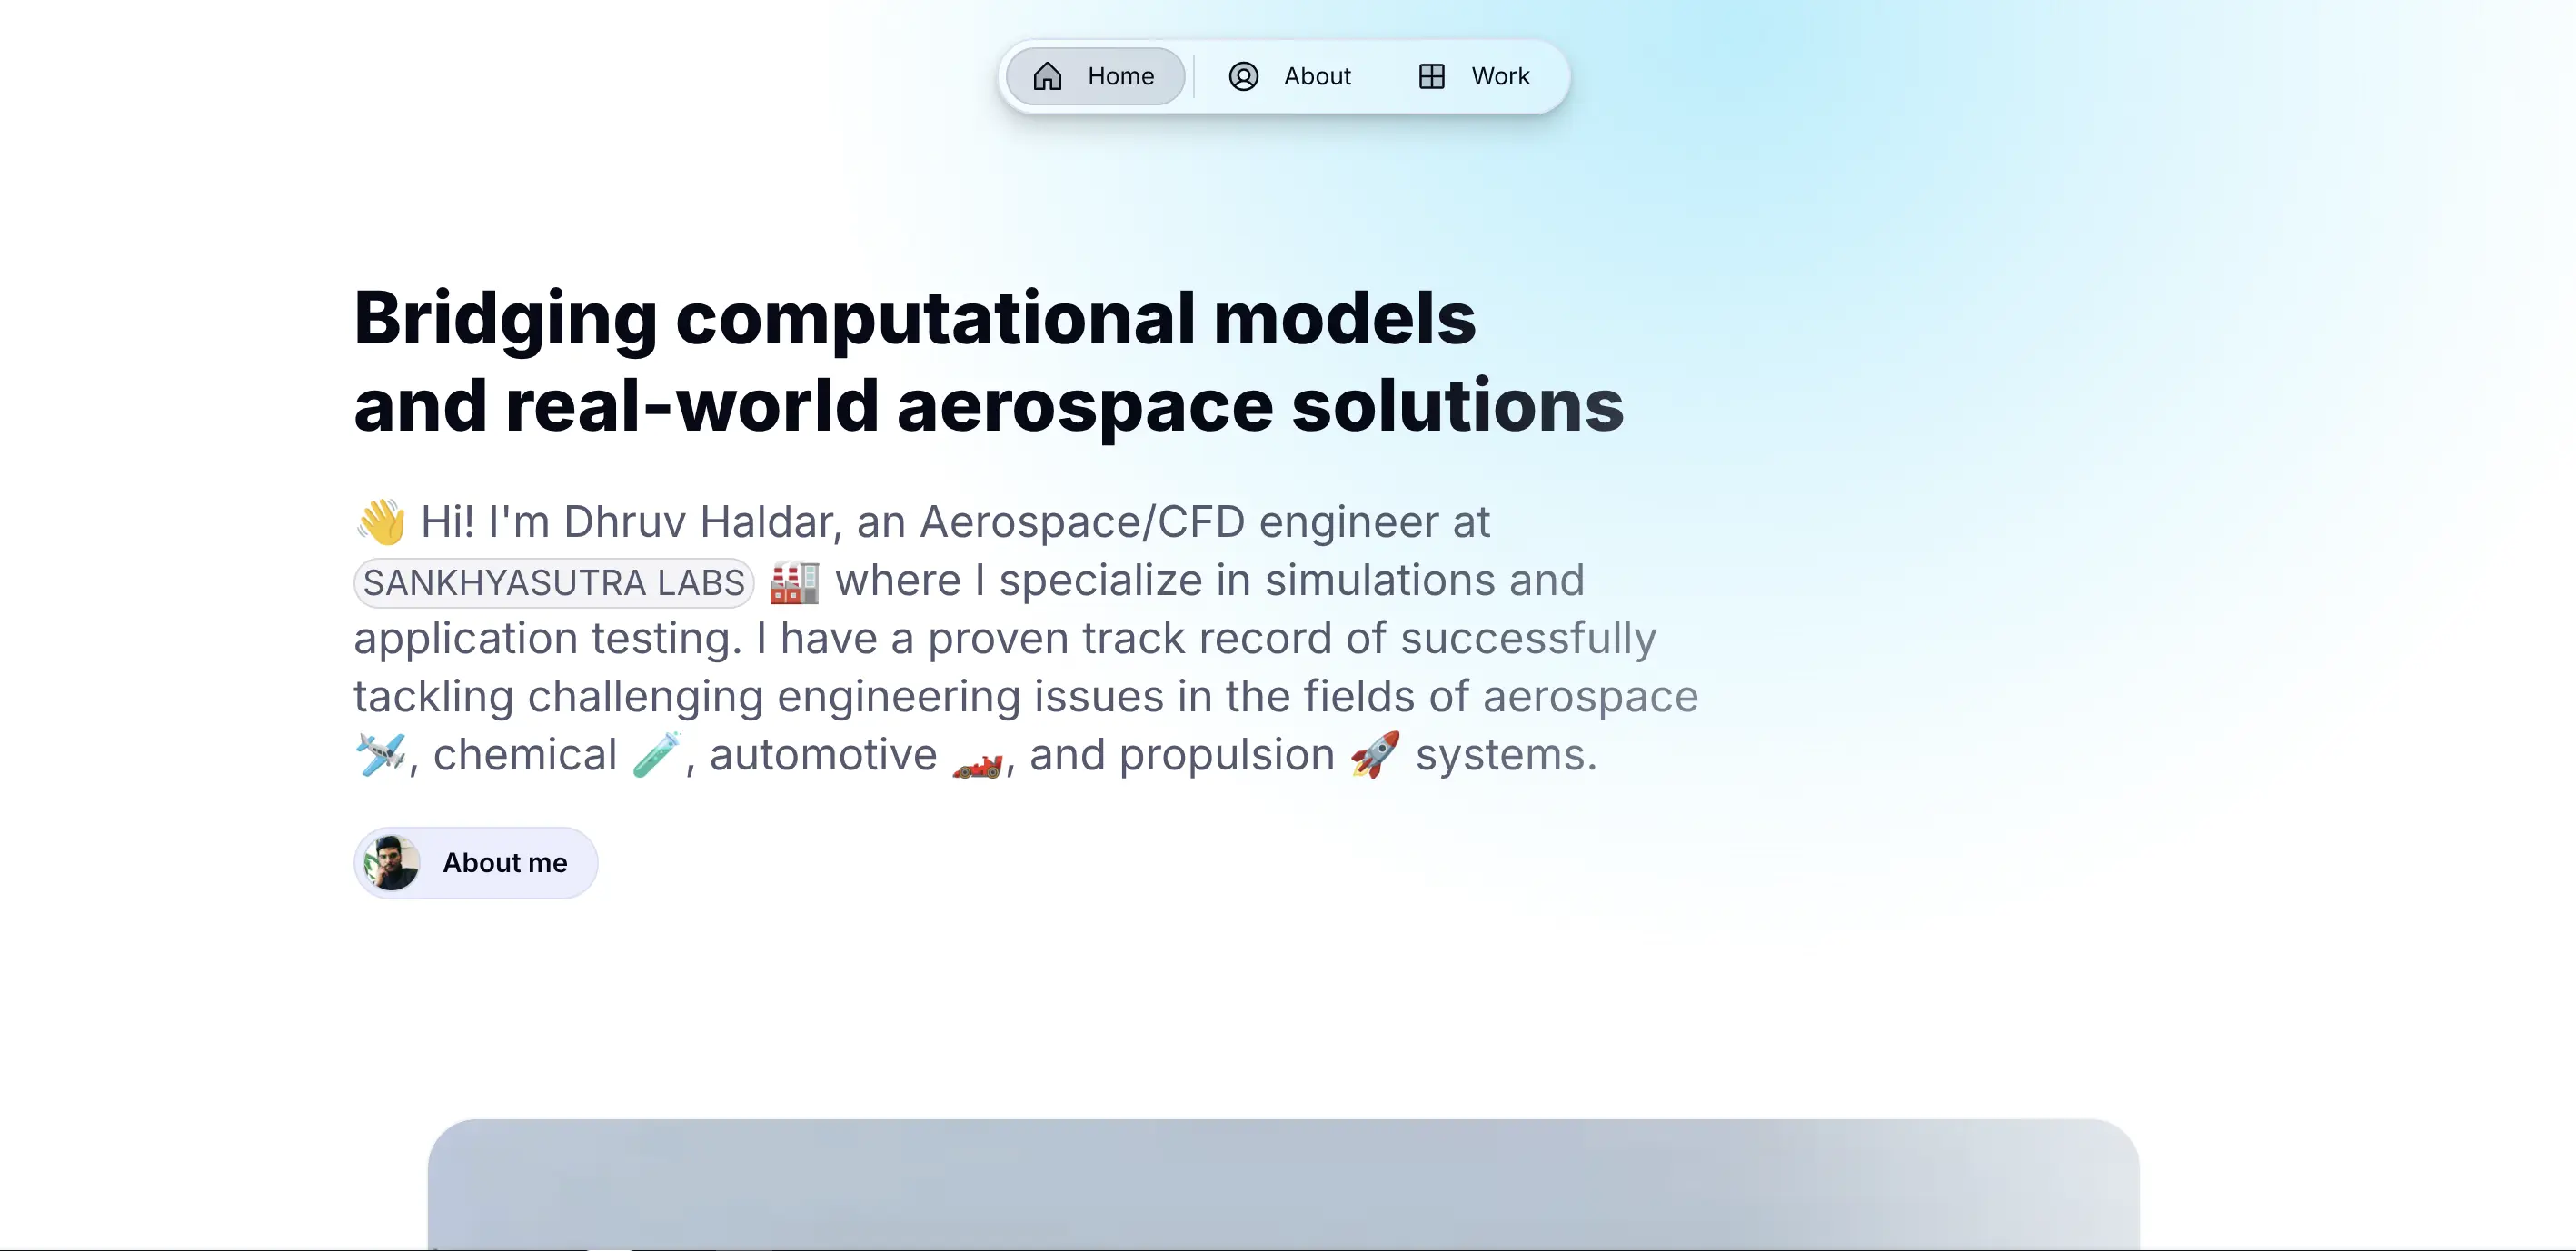 Home About Work
Bridging computational models
and real-world aerospace solutions
👋 Hi! I'm Dhruv Haldar, an Aerospace/CFD engineer at
SANKHYASUTRA LABS 🏭 where I specialize in simulations and
application testing. I have a proven track record of successfully
tackling challenging engineering issues in the fields of aerospace
🛩️, chemical 🧪, automotive 🏎️, and propulsion 🚀 systems.
About me